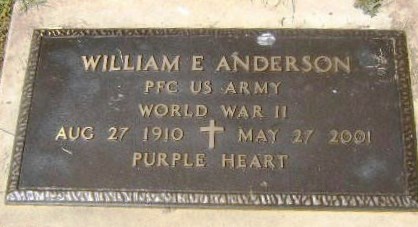 WILLIAM E ANDERSON
PFC US ARMY
WORLD WAR II
AUG 27 1910 ✝ MAY 27 2001
PURPLE HEART